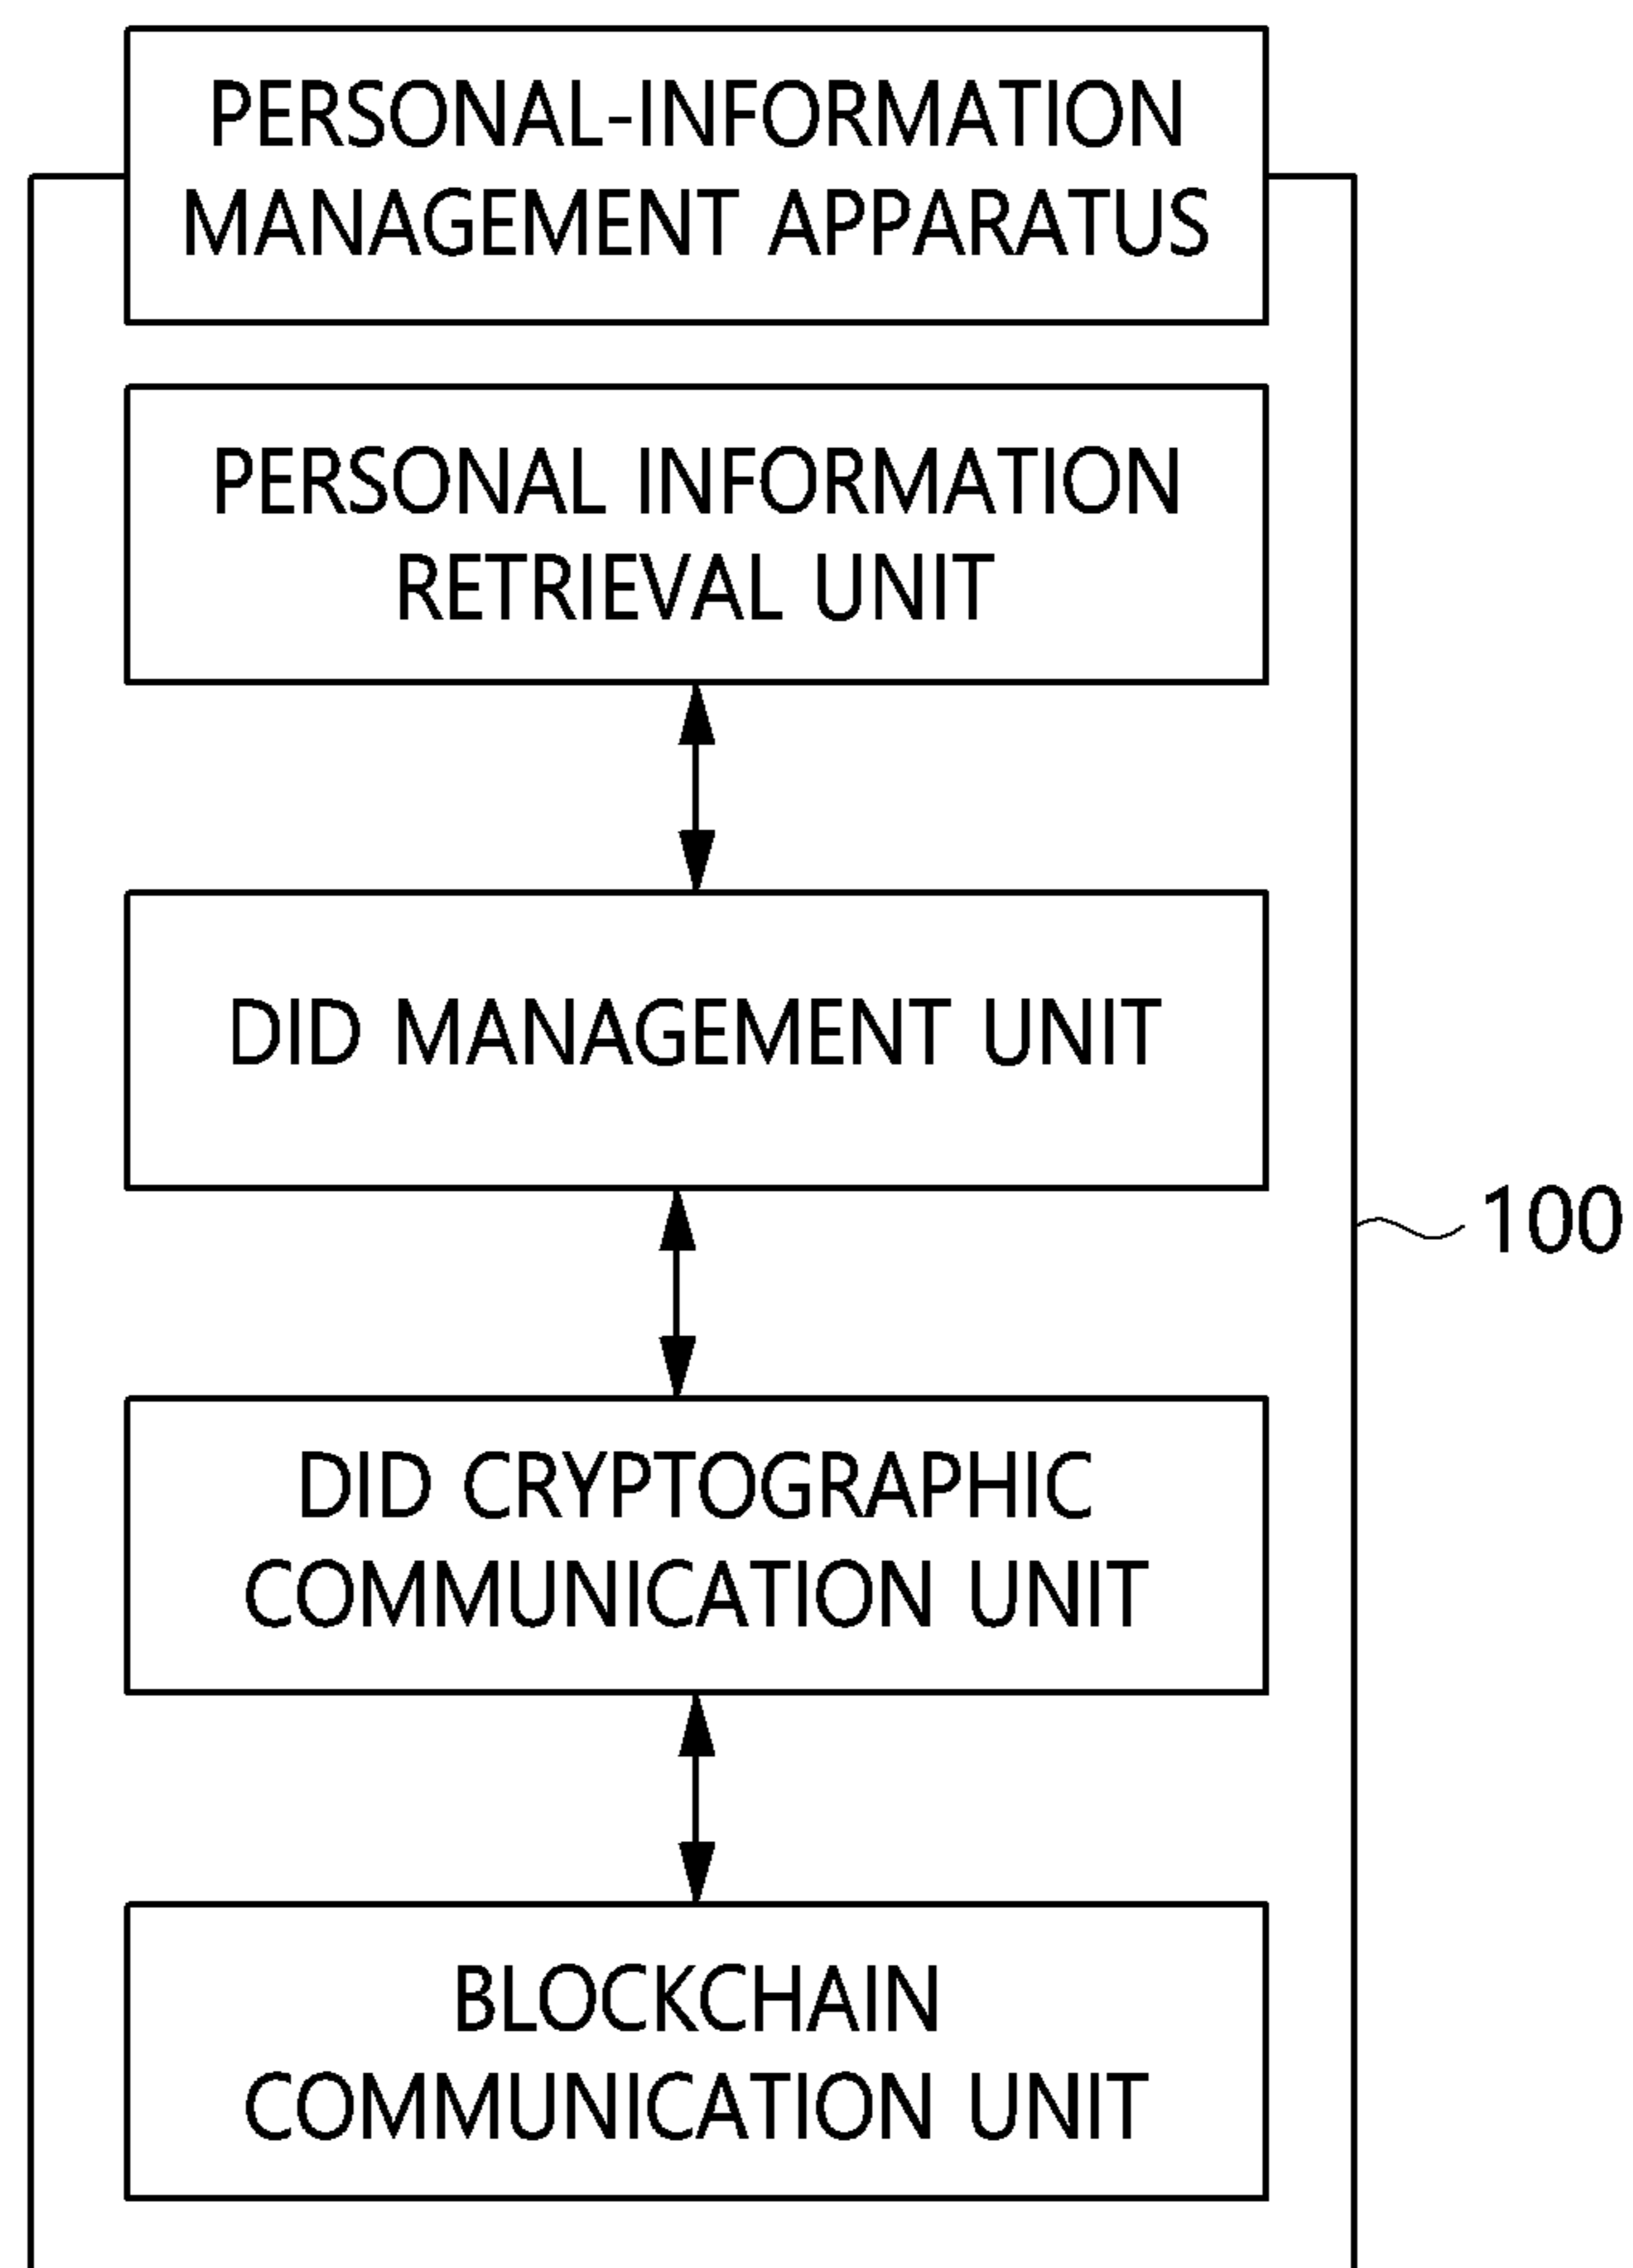 PERSONAL-INFORMATION
MANAGEMENT APPARATUS
PERSONAL INFORMATION
RETRIEVAL UNIT
DID MANAGEMENT UNIT
100
DID CRYPTOGRAPHIC
COMMUNICATION UNIT
BLOCKCHAIN
COMMUNICATION UNIT